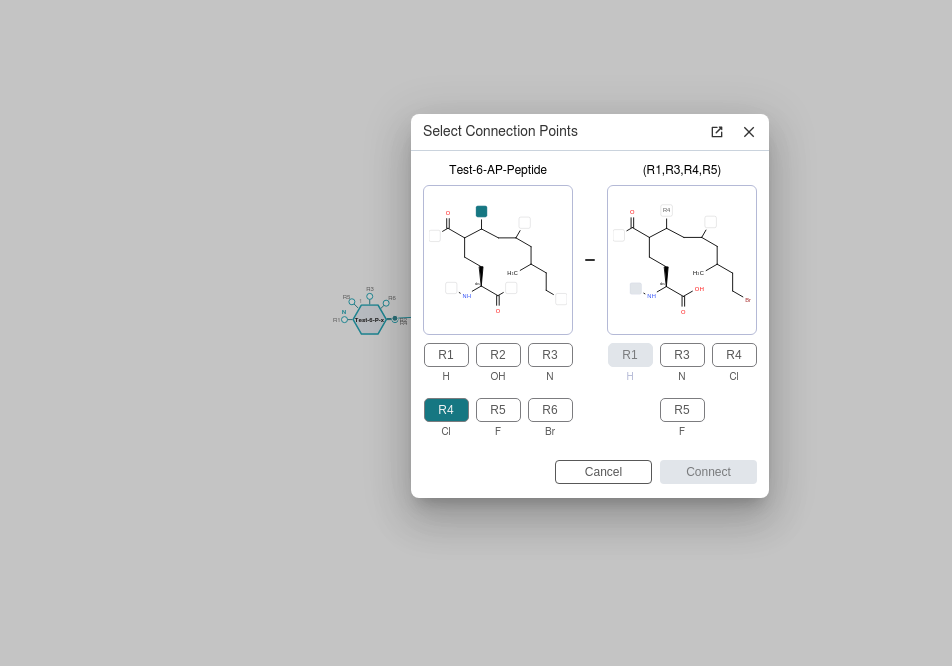 Select Connection Points
Test-6-AP-Peptide
(R1,R3,R4,R5)
O
H₃C
NH
O
O
R4
H₃C
NH
OH
O
Br
R1 R2 R3
H OH N
R4 R5 R6
Cl F Br
R1 R3 R4
H N Cl
R5
F
Cancel
Connect
R3
R5
R6
N
R1
Test-6-P-x